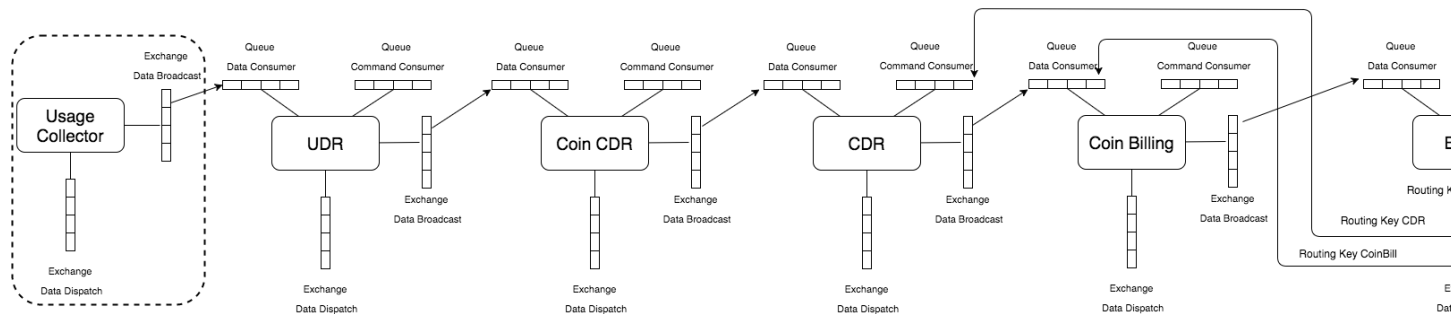 Exchange
Data Broadcast
Usage
Collector
Exchange
Data Dispatch
Queue
Data Consumer
Queue
Command Consumer
UDR
Exchange
Data Broadcast
Exchange
Data Dispatch
Queue
Data Consumer
Queue
Command Consumer
Coin CDR
Exchange
Data Broadcast
Exchange
Data Dispatch
Queue
Data Consumer
Queue
Command Consumer
CDR
Exchange
Data Broadcast
Exchange
Data Dispatch
Queue
Data Consumer
Queue
Command Consumer
Coin Billing
Exchange
Data Broadcast
Exchange
Data Dispatch
Queue
Data Consumer
Routing
Routing Key CDR
Routing Key CoinBill